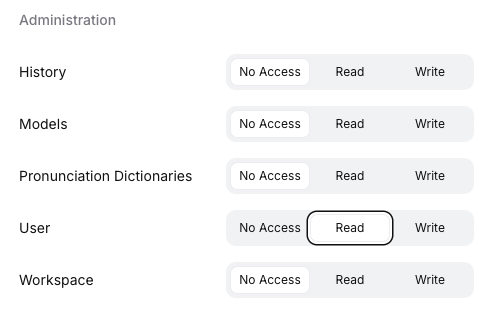 Administration
History No Access Read Write
Models No Access Read Write
Pronunciation Dictionaries No Access Read Write
User No Access Read Write
Workspace No Access Read Write